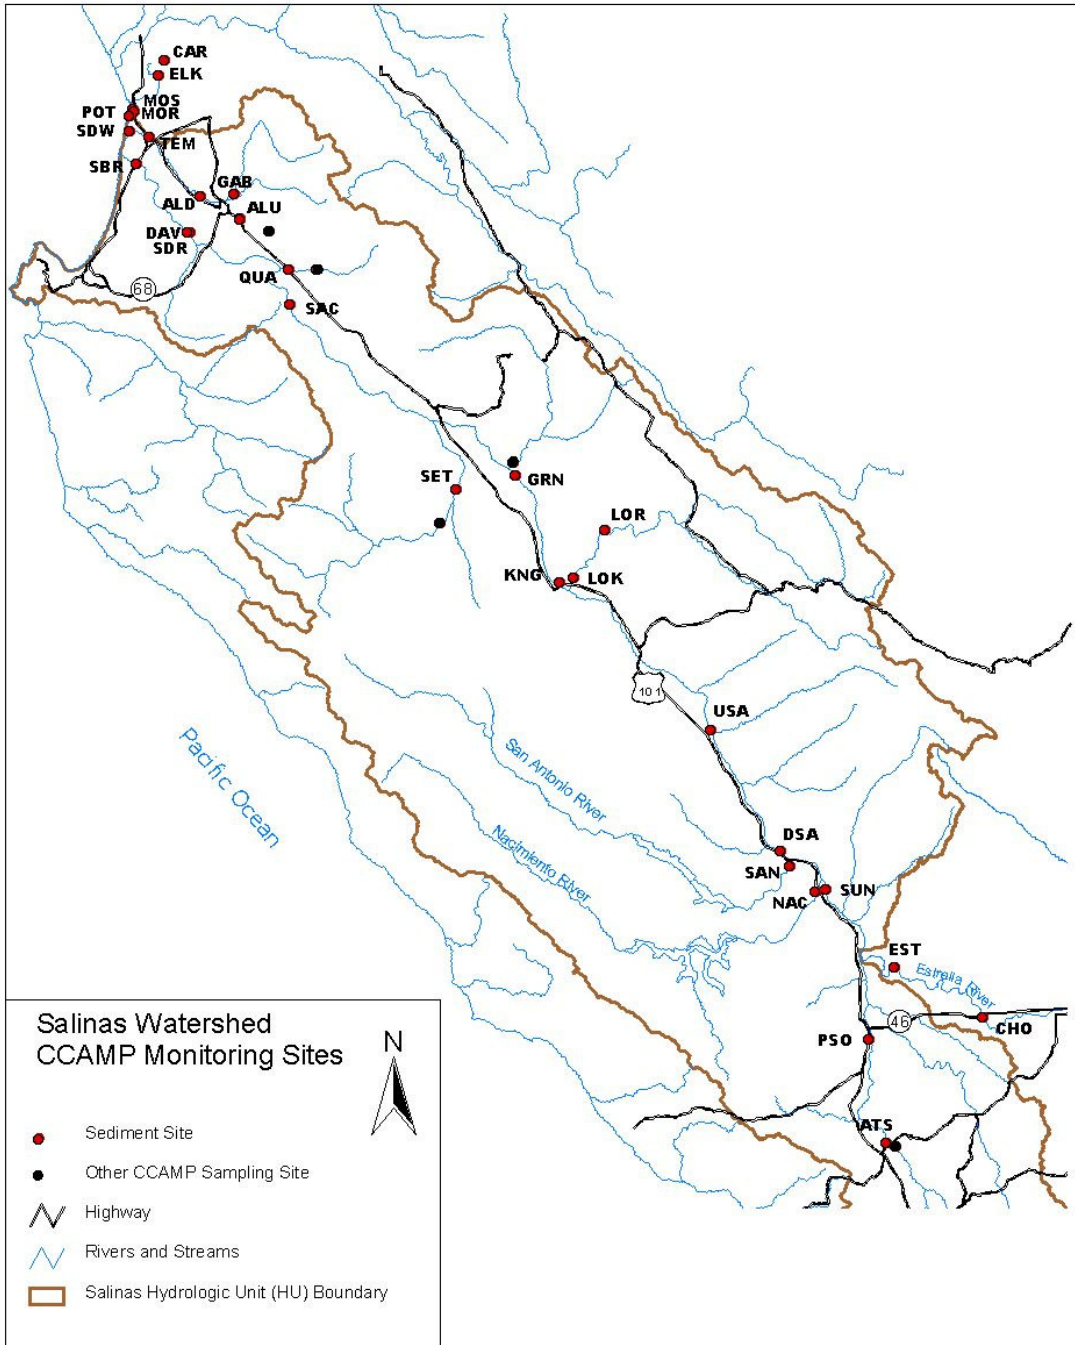 CAR
ELK
MOS
POT
MOR
SDW
TEM
SBR
GAB
ALD
ALU
DAV
SDR
QUA
68
SAC
SET
GRN
LOR
KNG
LOK
101
USA
Pacific Ocean
San Antonio River
Nacimiento River
DSA
SAN
NAC
SUN
EST
Estrella River
46
CHO
PSO
ATS
Salinas Watershed
CCAMP Monitoring Sites
N
Sediment Site
Other CCAMP Sampling Site
Highway
Rivers and Streams
Salinas Hydrologic Unit (HU) Boundary